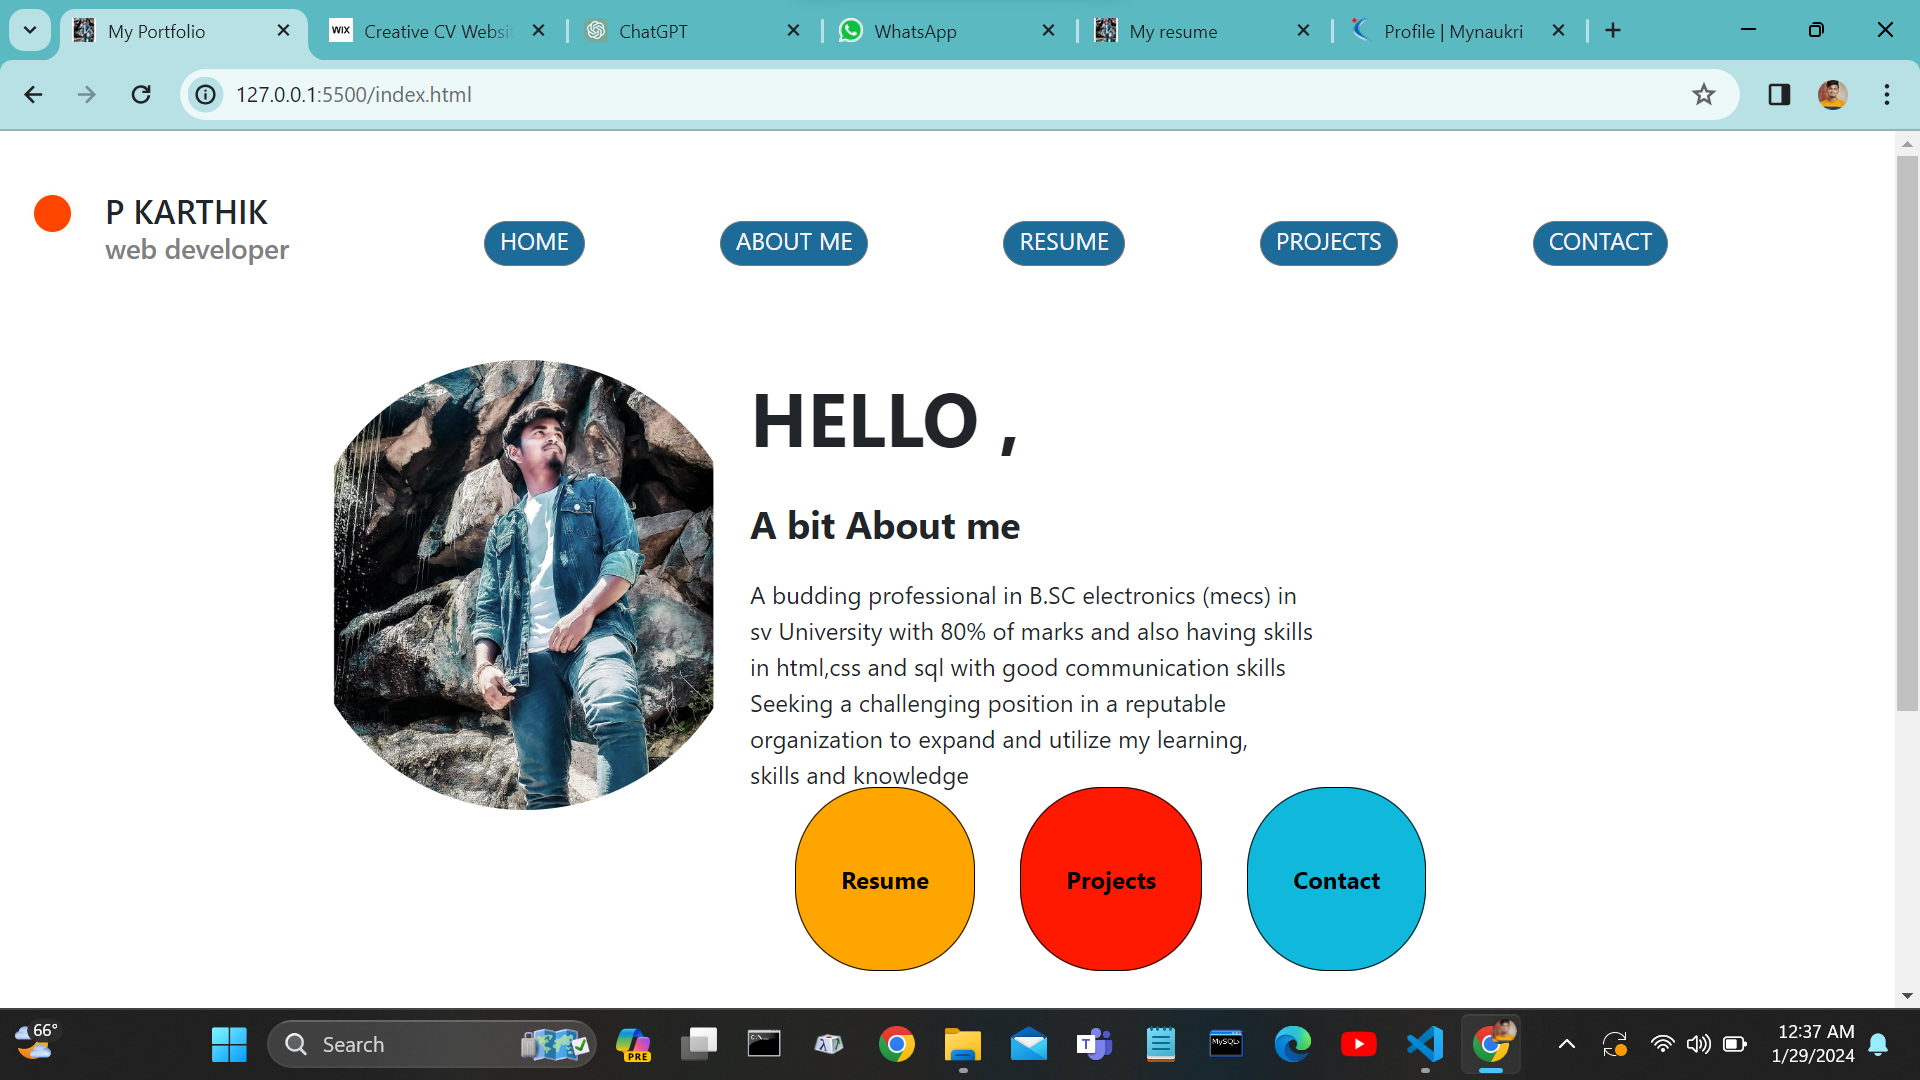 My Portfolio
WIX
Creative CV Websi
ChatGPT
WhatsApp
My resume
Profile | Mynaukri
127.0.0.1:5500/index.html
P KARTHIK
web developer
HOME
ABOUT ME
RESUME
PROJECTS
CONTACT
HELLO ,
A bit About me
A budding professional in B.SC electronics (mecs) in
sv University with 80% of marks and also having skills
in html,css and sql with good communication skills
Seeking a challenging position in a reputable
organization to expand and utilize my learning,
skills and knowledge
Resume
Projects
Contact
66°
Search
PRE
C:\_
T
MySQL
12:37 AM
1/29/2024